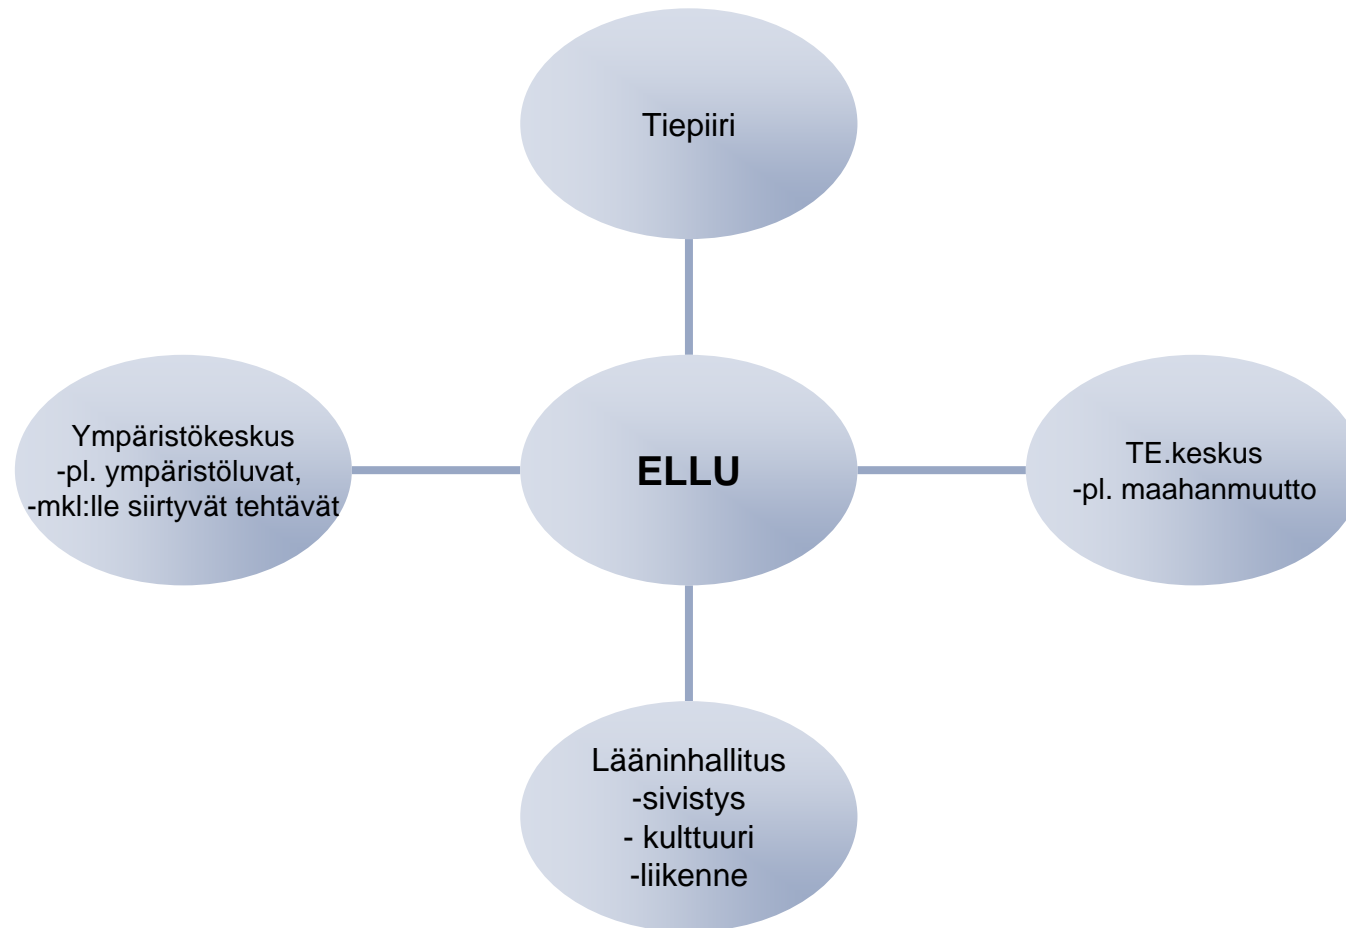 Tiepiiri
Ympäristökeskus
-pl. ympäristöluvat,
-mkl:lle siirtyvät tehtävät
ELLU
TE.keskus
-pl. maahanmuutto
Lääninhallitus
-sivistys
- kulttuuri
-liikenne